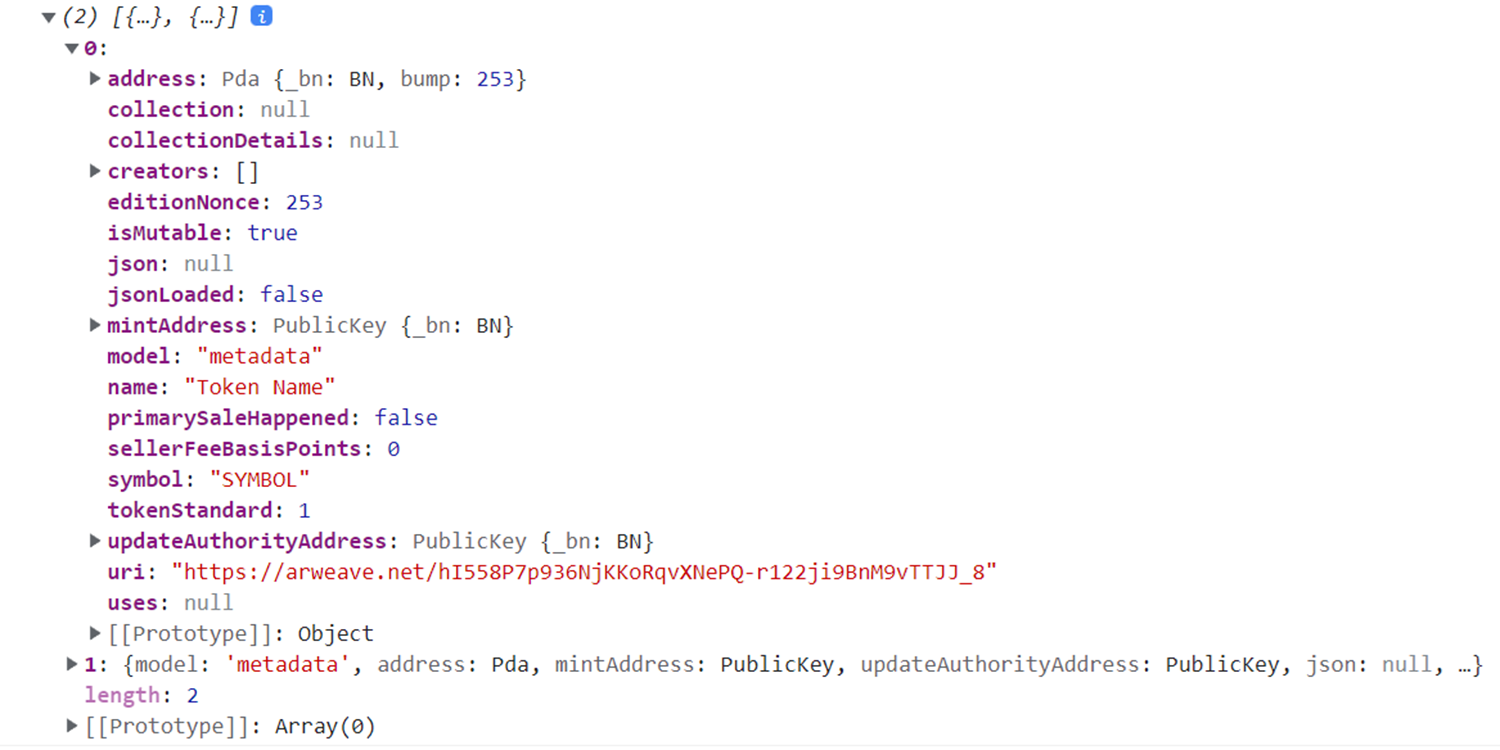 (2) [{…}, {…}] i
0:
address: Pda {_bn: BN, bump: 253}
collection: null
collectionDetails: null
creators: []
editionNonce: 253
isMutable: true
json: null
jsonLoaded: false
mintAddress: PublicKey {_bn: BN}
model: "metadata"
name: "Token Name"
primarySaleHappened: false
sellerFeeBasisPoints: 0
symbol: "SYMBOL"
tokenStandard: 1
updateAuthorityAddress: PublicKey {_bn: BN}
uri: "https://arweave.net/hI558P7p936NjKKoRqvXNePQ-r122ji9BnM9vTTJJ_8"
uses: null
[[Prototype]]: Object
1: {model: 'metadata', address: Pda, mintAddress: PublicKey, updateAuthorityAddress: PublicKey, json: null, …}
length: 2
[[Prototype]]: Array(0)